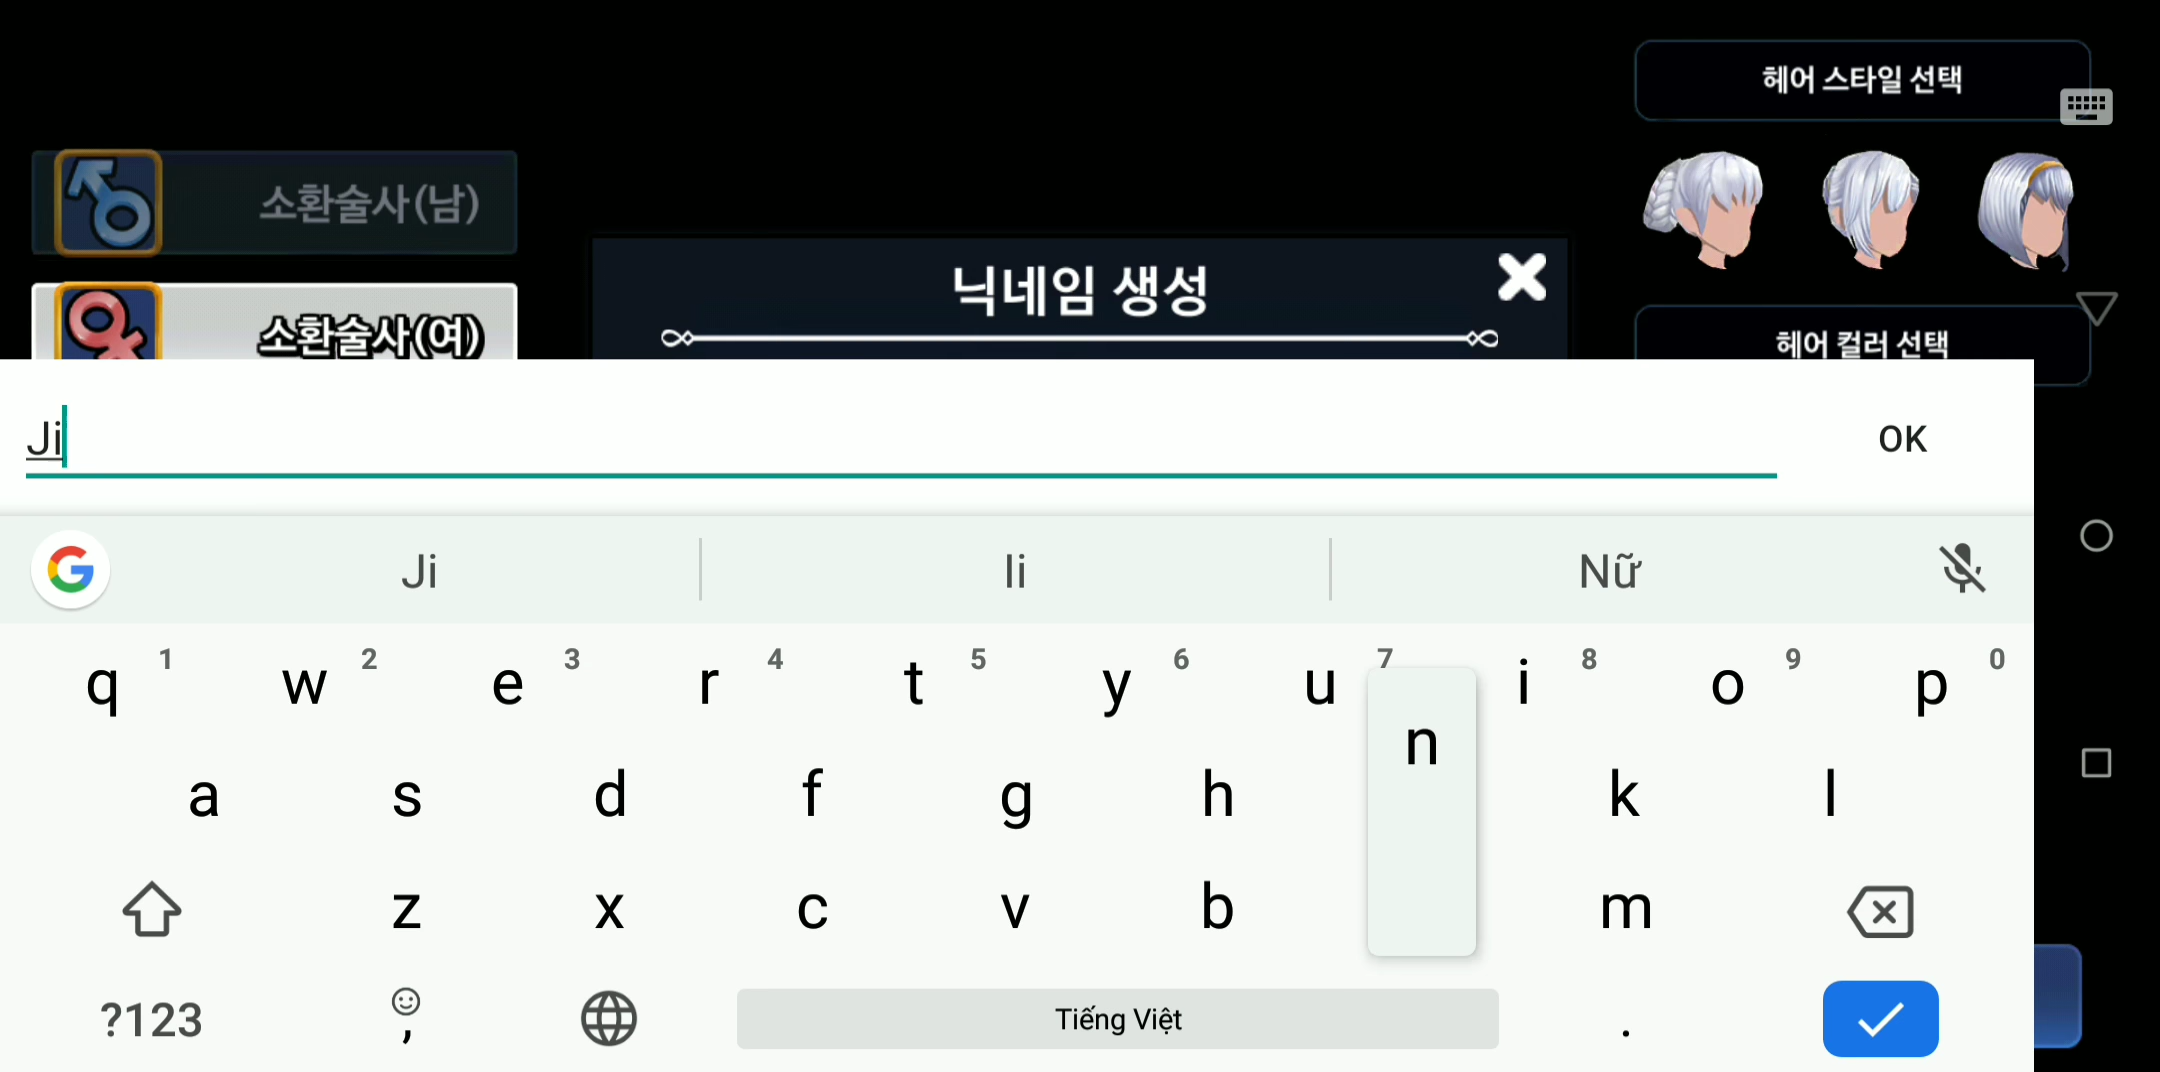 헤어 스타일 선택
소환술사(남)
닉네임 생성
소환술사(여)
헤어 컬러 선택
Ji
OK
Ji
li
Nữ
q 1 w 2 e 3 r 4 t 5 y 6 u 7 i 8 o 9 p 0
n
a s d f g h k l
z x c v b m
?123 , Tiếng Việt .